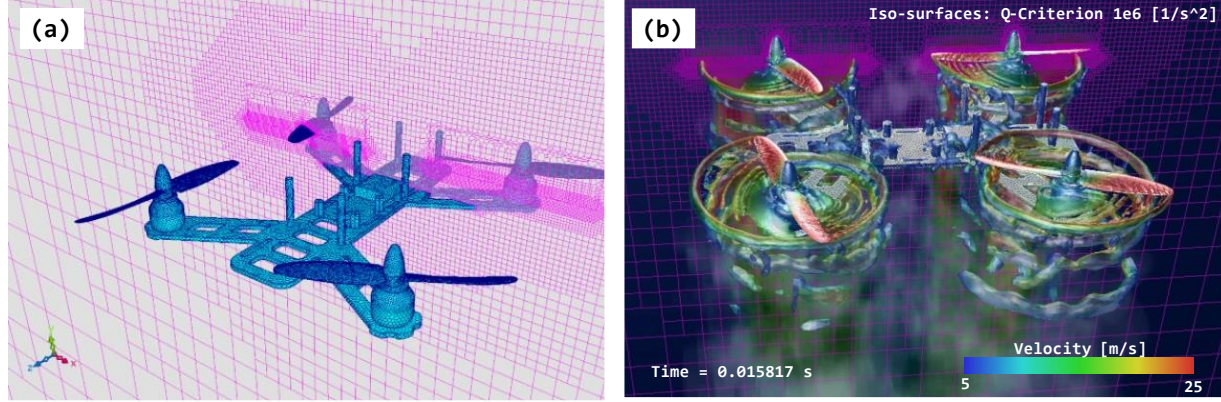 (a)
Y
X
Z
(b)
Iso-surfaces: Q-Criterion 1e6 [1/s^2]
Time = 0.015817 s
Velocity [m/s]
5
25